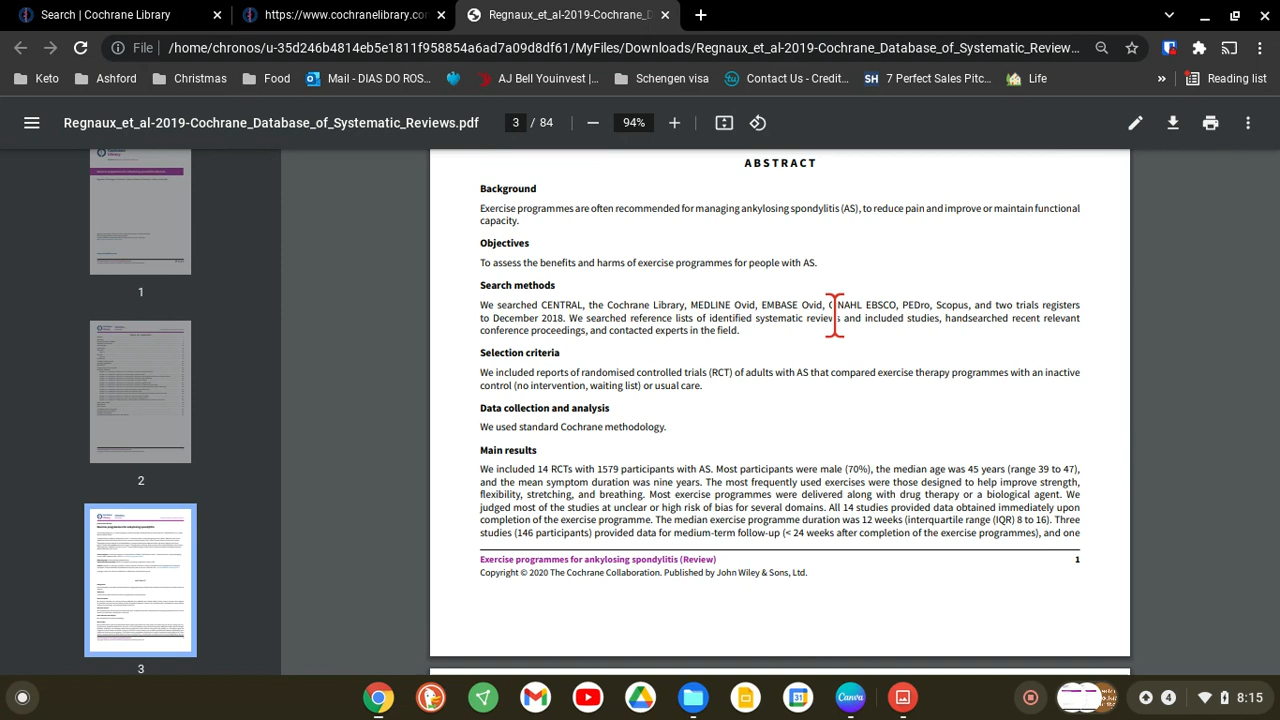 Search | Cochrane Library
https://www.cochranelibrary.co
Regnaux_et_al-2019-Cochrane_D
File
/home/chronos/u-35d246b4814eb5e1811f958854a6ad7a09d8df61/MyFiles/Downloads/Regnaux_et_al-2019-Cochrane_Database_of_Systematic_Review...
Keto
Ashford
Christmas
Food
Mail - DIAS DO ROS...
AJ Bell Youinvest |...
Schengen visa
Contact Us - Credit...
SH
7 Perfect Sales Pitc...
Life
»
Reading list
Regnaux_et_al-2019-Cochrane_Database_of_Systematic_Reviews.pdf
3 / 84
94%
ABSTRACT
Background
Exercise programmes are often recommended for managing ankylosing spondylitis (AS), to reduce pain and improve or maintain functional
capacity.
Objectives
To assess the benefits and harms of exercise programmes for people with AS.
Search methods
We searched CENTRAL, the Cochrane Library, MEDLINE Ovid, EMBASE Ovid, CINAHL EBSCO, PEDro, Scopus, and two trials registers
to December 2018. We searched reference lists of identified systematic reviews and included studies, handsearched recent relevant
conference proceedings, and contacted experts in the field.
Selection criteria
We included reports of randomised controlled trials (RCT) of adults with AS that compared exercise therapy programmes with an inactive
control (no intervention, waiting list) or usual care.
Data collection and analysis
We used standard Cochrane methodology.
Main results
We included 14 RCTs with 1579 participants with AS. Most participants were male (70%), the median age was 45 years (range 39 to 47),
and the mean symptom duration was nine years. The most frequently used exercises were those designed to help improve strength,
flexibility, stretching, and breathing. Most exercise programmes were delivered along with drug therapy or a biological agent. We
judged most of the studies at unclear or high risk of bias for several domains. All 14 studies provided data obtained immediately upon
completion of the exercise programme. The median exercise programme duration was 12 weeks (interquartile range (IQR) 8 to 16). Three
studies (146 participants) provided data for medium-term follow-up (< 24 weeks after completion of the exercise programmes), and one
Exercise programmes for ankylosing spondylitis (Review)
1
Copyright © 2020 The Cochrane Collaboration. Published by John Wiley & Sons, Ltd.
1
2
3
Canva
31
4
8:15